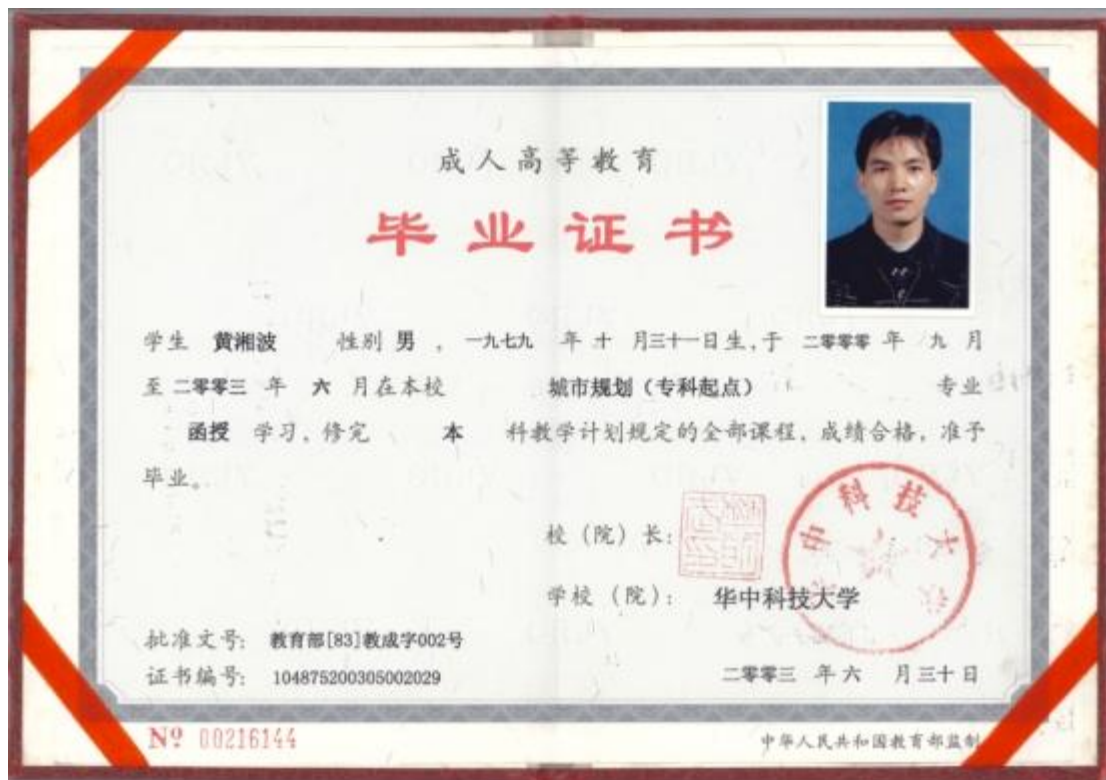 成人高等教育
毕业证书
学生 黄湘波 性别 男 , 一九七九 年 十 月三十一日生,于 二零零零 年 九 月
至 二零零三 年 六 月在本校 城市规划(专科起点) 专业
函授 学习、修完 本 科教学计划规定的全部课程,成绩合格,准予
毕业。
校(院)长:
学校(院): 华中科技大学
批准文号: 教育部[83]教成字002号
证书编号: 104875200305002029
二零零三 年 六 月三十日
№ 00216144
中华人民共和国教育部监制